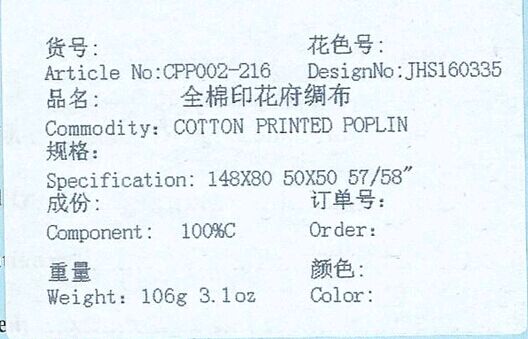 货号: 花色号:
Article No:CPP002-216 DesignNo:JHS160335
品名: 全棉印花府绸布
Commodity: COTTON PRINTED POPLIN
规格:
Specification: 148X80 50X50 57/58"
成份: 订单号:
Component: 100%C Order:
重量 颜色:
Weight: 106g 3.1oz Color: